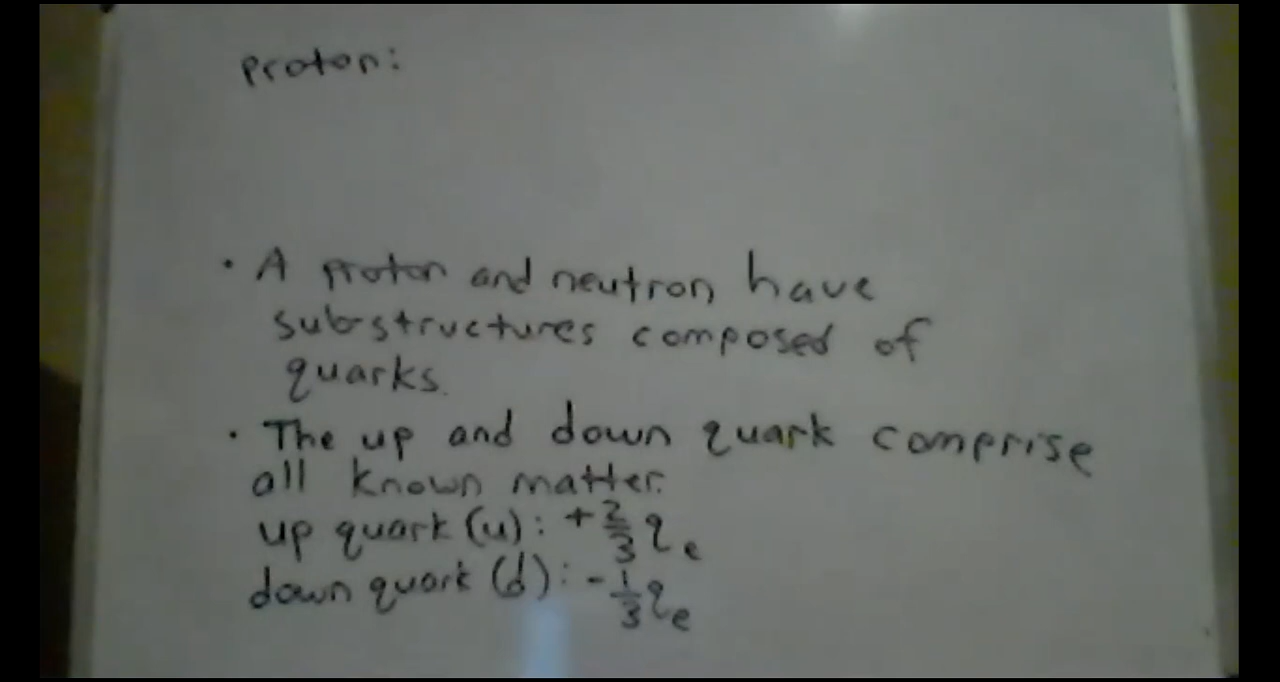 proton:
• A proton and neutron have
substructures composed of
quarks.
• The up and down quark comprise
all known matter.
up quark (u): +2/3 qe
down quark (d): -1/3 qe